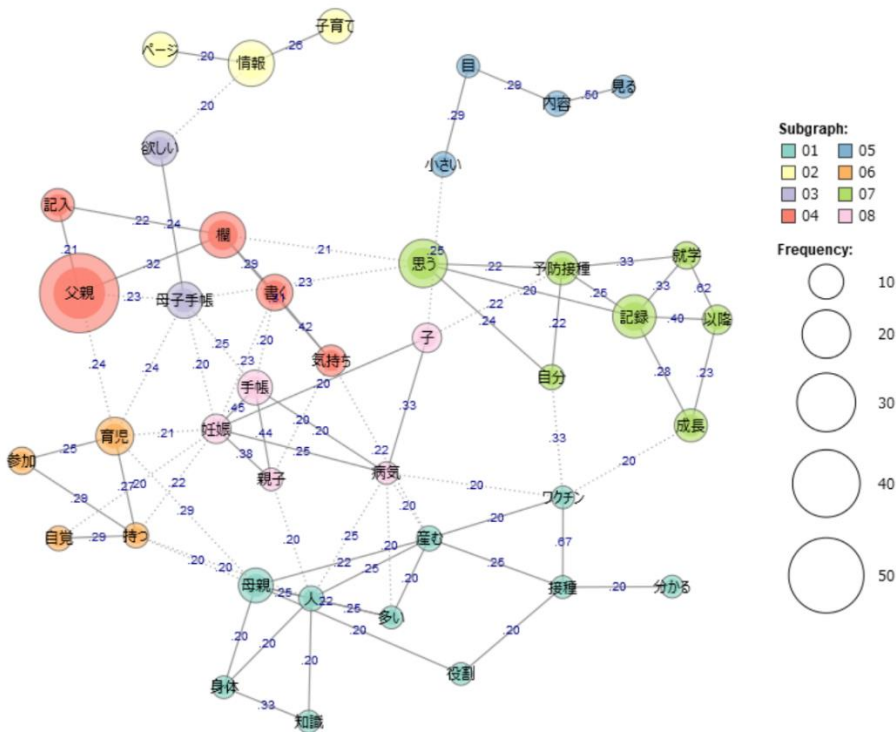 子育て
ページ
.20
情報
.26
.20
目
.29
内容
.50
見る
.29
欲しい
小さい
Subgraph:
01
05
02
06
03
07
04
08
Frequency:
10
20
30
40
50
記入
.22
.24
欄
.21
.21
.32
.29
.23
思う
.25
.22
予防接種
.33
就学
父親
.23
母子手帳
書く
.20
.22
.25
.33
.62
記録
.40
以降
.24
.42
.25
.20
.23
気持ち
子
.22
.28
.23
.24
.24
.20
手帳
.20
自分
.45
.33
成長
育児
.21
妊娠
.44
.20
.20
.22
.33
参加
.25
.38
親子
.25
病気
.20
.20
.27
.20
.22
ワクチン
.29
.29
自覚
.29
持つ
.20
.25
.20
産む
.20
.67
.20
.20
.22
.20
.25
.25
母親
.25
人
.22
.25
.20
多い
接種
.20
分かる
.20
.20
.20
.20
.20
役割
身体
.33
知識